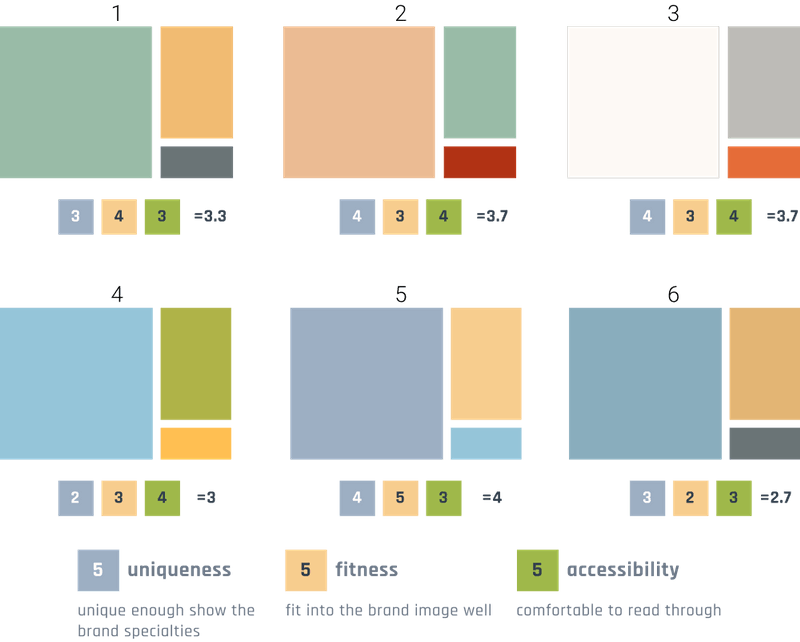 1 2 3
3 4 3 =3.3 4 3 4 =3.7 4 3 4 =3.7
4 5 6
2 3 4 =3 4 5 3 =4 3 2 3 =2.7
5 uniqueness 5 fitness 5 accessibility
unique enough show the fit into the brand image well comfortable to read through
brand specialties